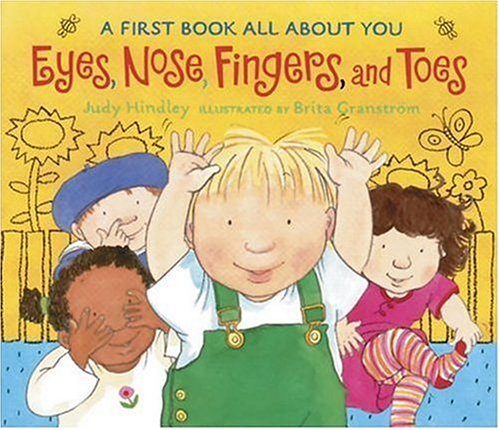 A FIRST BOOK ALL ABOUT YOU
Eyes, Nose, Fingers, and Toes
Judy Hindley ILLUSTRATED BY Brita Granström